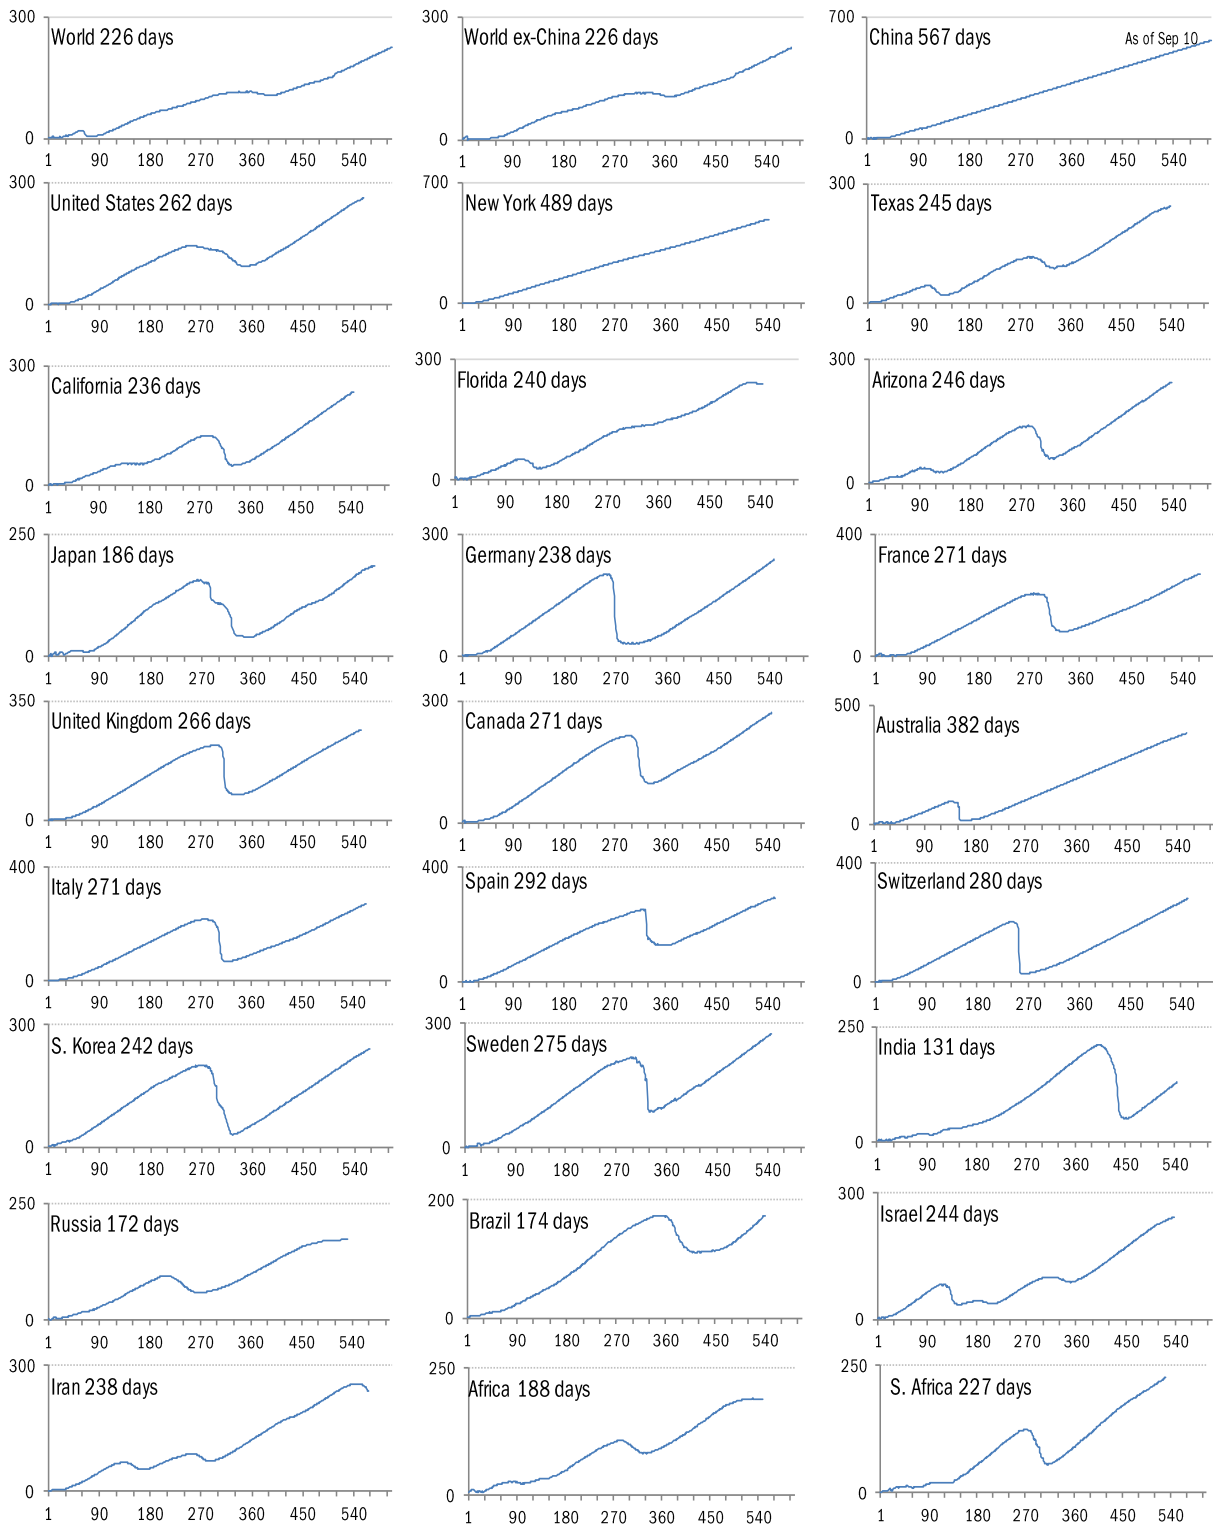 300 300 700
World 226 days World ex-China 226 days China 567 days As of Sep 10
0 0 0
1 90 180 270 360 450 540 1 90 180 270 360 450 540 1 90 180 270 360 450 540
300 700 300
United States 262 days New York 489 days Texas 245 days
0 0 0
1 90 180 270 360 450 540 1 90 180 270 360 450 540 1 90 180 270 360 450 540
300 300 300
California 236 days Florida 240 days Arizona 246 days
0 0 0
1 90 180 270 360 450 540 1 90 180 270 360 450 540 1 90 180 270 360 450 540
250 300 400
Japan 186 days Germany 238 days France 271 days
0 0 0
1 90 180 270 360 450 540 1 90 180 270 360 450 540 1 90 180 270 360 450 540
350 300 500
United Kingdom 266 days Canada 271 days Australia 382 days
0 0 0
1 90 180 270 360 450 540 1 90 180 270 360 450 540 1 90 180 270 360 450 540
400 400 400
Italy 271 days Spain 292 days Switzerland 280 days
0 0 0
1 90 180 270 360 450 540 1 90 180 270 360 450 540 1 90 180 270 360 450 540
300 300 250
S. Korea 242 days Sweden 275 days India 131 days
0 0 0
1 90 180 270 360 450 540 1 90 180 270 360 450 540 1 90 180 270 360 450 540
250 200 300
Russia 172 days Brazil 174 days Israel 244 days
0 0 0
1 90 180 270 360 450 540 1 90 180 270 360 450 540 1 90 180 270 360 450 540
300 250 250
Iran 238 days Africa 188 days S. Africa 227 days
0 0 0
1 90 180 270 360 450 540 1 90 180 270 360 450 540 1 90 180 270 360 450 540